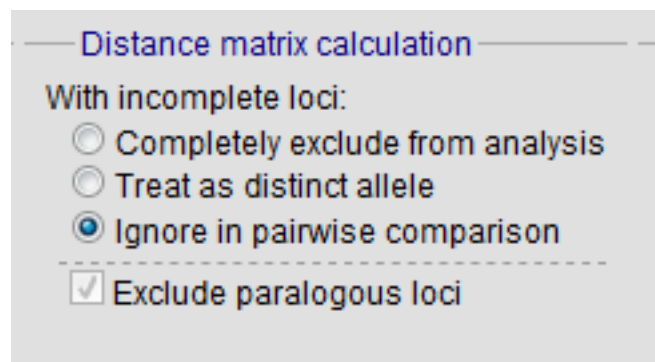 Distance matrix calculation
With incomplete loci:
Completely exclude from analysis
Treat as distinct allele
Ignore in pairwise comparison
Exclude paralogous loci